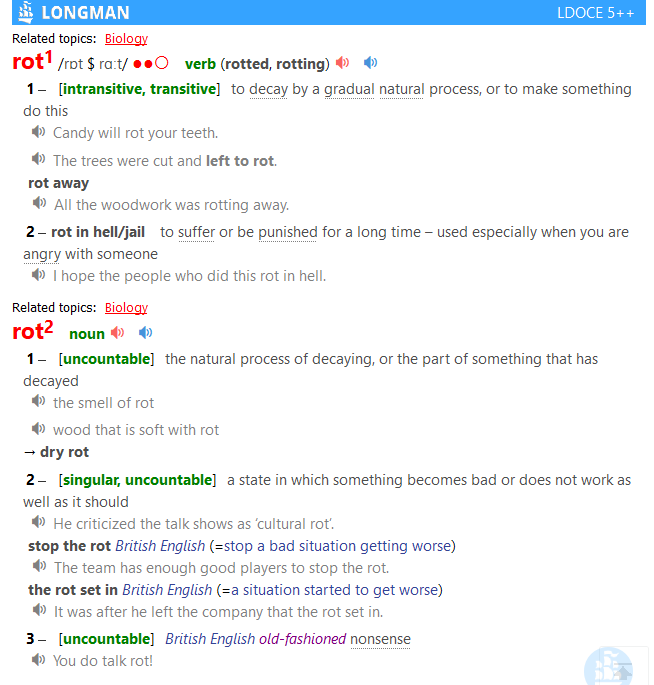 LONGMAN LDOCE 5++
Related topics: Biology
rot1 /rɒt $ rɑːt/ ●●○ verb (rotted, rotting)
1 – [intransitive, transitive] to decay by a gradual natural process, or to make something
do this
Candy will rot your teeth.
The trees were cut and left to rot.
rot away
All the woodwork was rotting away.
2 – rot in hell/jail to suffer or be punished for a long time – used especially when you are
angry with someone
I hope the people who did this rot in hell.
Related topics: Biology
rot2 noun
1 – [uncountable] the natural process of decaying, or the part of something that has
decayed
the smell of rot
wood that is soft with rot
→ dry rot
2 – [singular, uncountable] a state in which something becomes bad or does not work as
well as it should
He criticized the talk shows as ‘cultural rot’.
stop the rot British English (=stop a bad situation getting worse)
The team has enough good players to stop the rot.
the rot set in British English (=a situation started to get worse)
It was after he left the company that the rot set in.
3 – [uncountable] British English old-fashioned nonsense
You do talk rot!